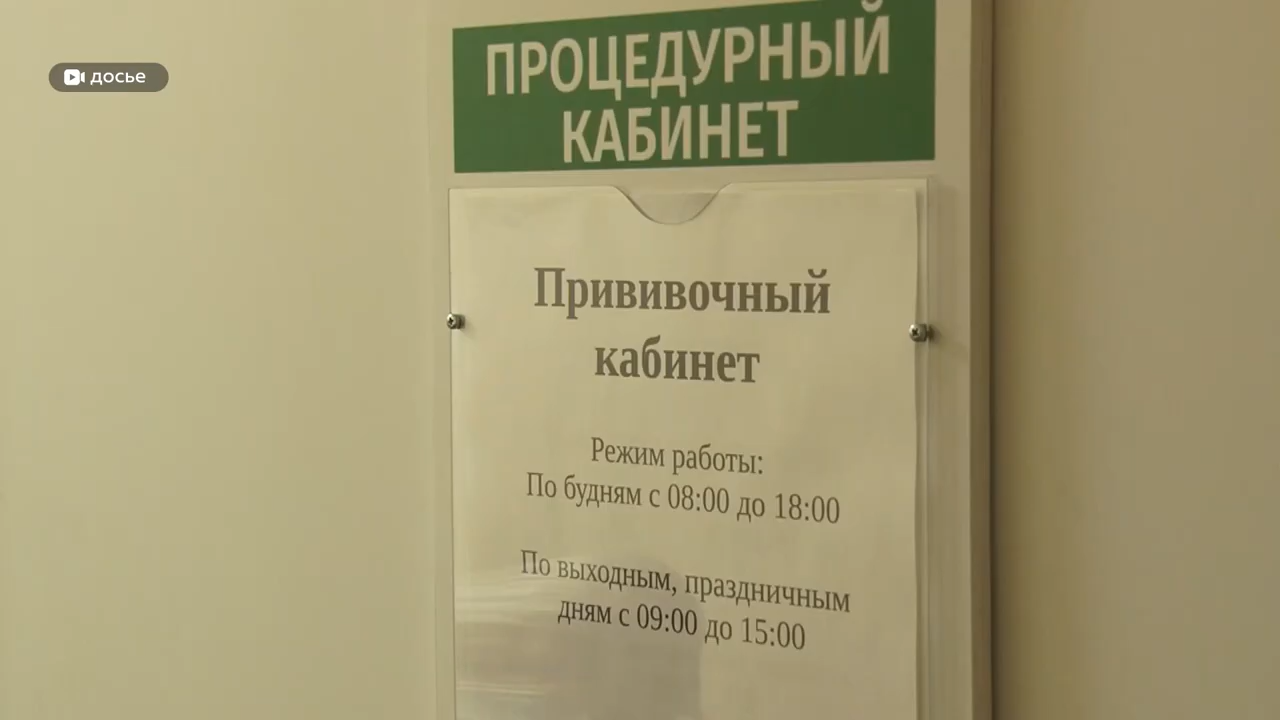 досье
ПРОЦЕДУРНЫЙ
КАБИНЕТ
Прививочный
кабинет
Режим работы:
По будням с 08:00 до 18:00
По выходным, праздничным
дням с 09:00 до 15:00